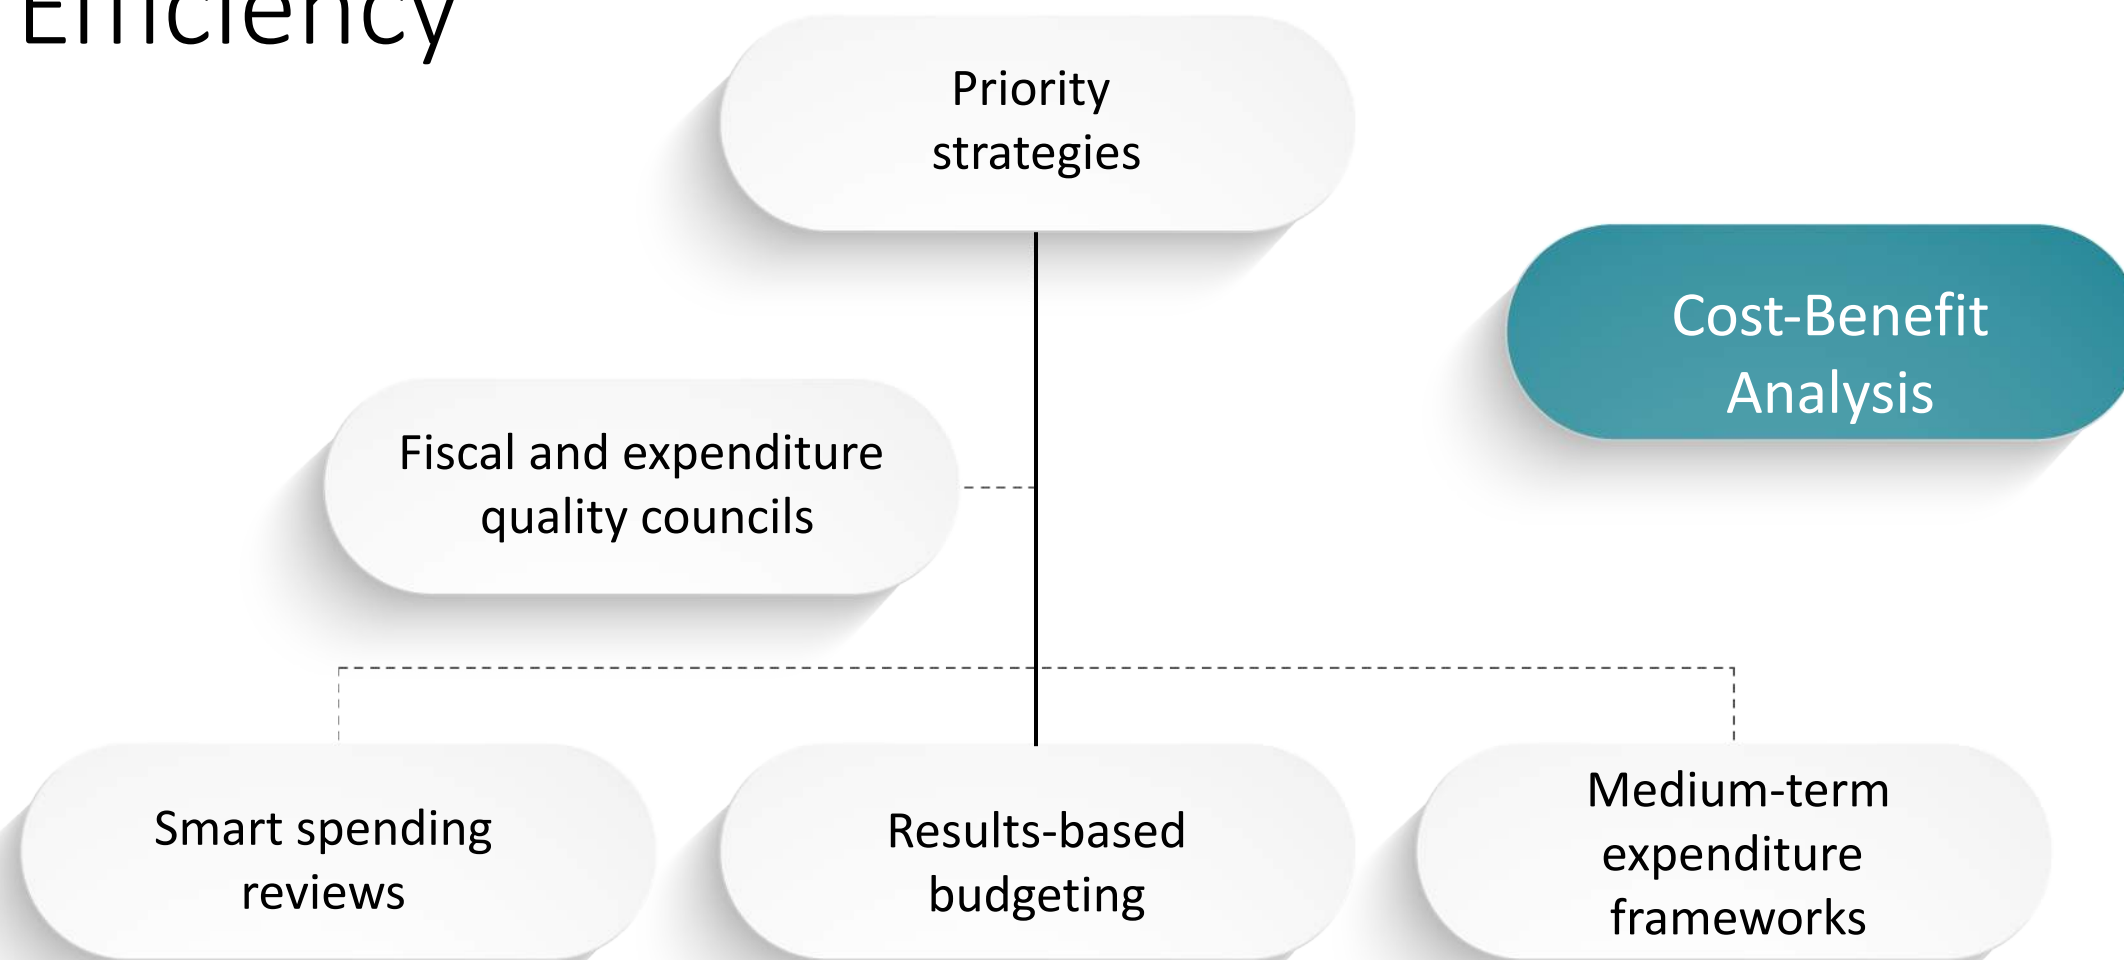 Efficiency
Priority
strategies
Cost-Benefit
Analysis
Fiscal and expenditure
quality councils
Smart spending
reviews
Results-based
budgeting
Medium-term
expenditure
frameworks